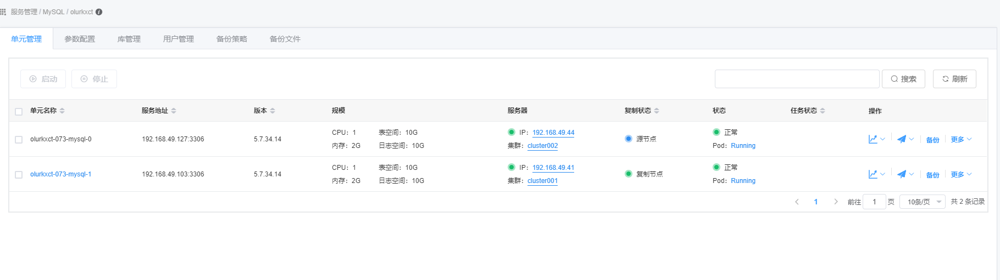 服务管理 / MySQL / olurkxct
单元管理 参数配置 库管理 用户管理 备份策略 备份文件
启动 停止 搜索 刷新
单元名称 服务地址 版本 规模 服务器 复制状态 状态 任务状态 操作
olurkxct-073-mysql-0 192.168.49.127:3306 5.7.34.14 CPU：1 表空间：10G IP：192.168.49.44 源节点 正常 备份 更多
内存：2G 日志空间：10G 集群：cluster002 Pod：Running
olurkxct-073-mysql-1 192.168.49.103:3306 5.7.34.14 CPU：1 表空间：10G IP：192.168.49.41 复制节点 正常 备份 更多
内存：2G 日志空间：10G 集群：cluster001 Pod：Running
1 前往 1 页 10条/页 共 2 条记录